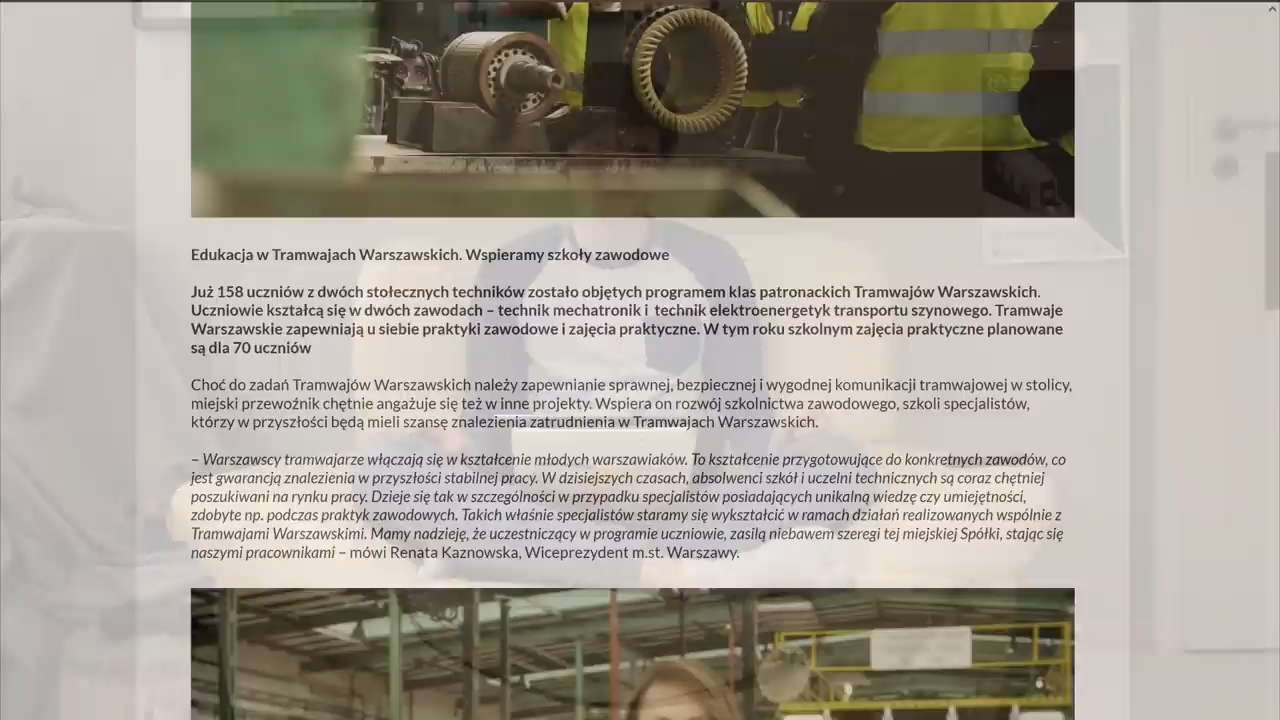 Edukacja w Tramwajach Warszawskich. Wspieramy szkoły zawodowe
Już 158 uczniów z dwóch stołecznych techników zostało objętych programem klas patronackich Tramwajów Warszawskich.
Uczniowie kształcą się w dwóch zawodach – technik mechatronik i technik elektroenergetyk transportu szynowego. Tramwaje
Warszawskie zapewniają u siebie praktyki zawodowe i zajęcia praktyczne. W tym roku szkolnym zajęcia praktyczne planowane
są dla 70 uczniów
Choć do zadań Tramwajów Warszawskich należy zapewnianie sprawnej, bezpiecznej i wygodnej komunikacji tramwajowej w stolicy,
miejski przewoźnik chętnie angażuje się też w inne projekty. Wspiera on rozwój szkolnictwa zawodowego, szkoli specjalistów,
którzy w przyszłości będą mieli szansę znalezienia zatrudnienia w Tramwajach Warszawskich.
– Warszawscy tramwajarze włączają się w kształcenie młodych warszawiaków. To kształcenie przygotowujące do konkretnych zawodów, co
jest gwarancją znalezienia w przyszłości stabilnej pracy. W dzisiejszych czasach, absolwenci szkół i uczelni technicznych są coraz chętniej
poszukiwani na rynku pracy. Dzieje się tak w szczególności w przypadku specjalistów posiadających unikalną wiedzę czy umiejętności,
zdobyte np. podczas praktyk zawodowych. Takich właśnie specjalistów staramy się wykształcić w ramach działań realizowanych wspólnie z
Tramwajami Warszawskimi. Mamy nadzieję, że uczestniczący w programie uczniowie, zasilą niebawem szeregi tej miejskiej Spółki, stając się
naszymi pracownikami – mówi Renata Kaznowska, Wiceprezydent m.st. Warszawy.